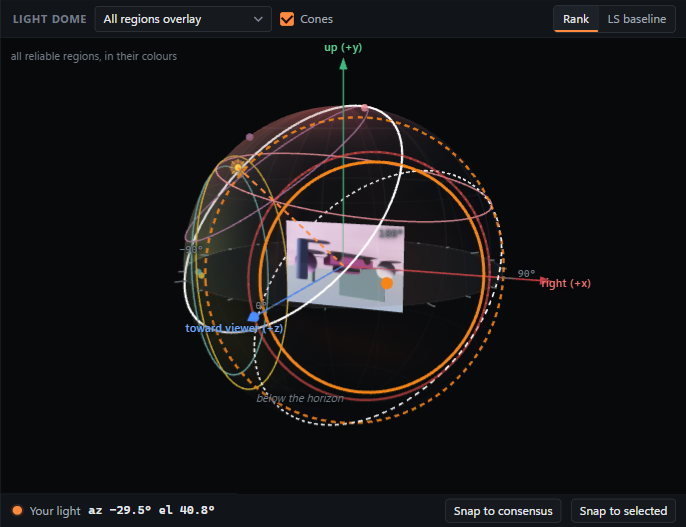 LIGHT DOME All regions overlay Cones Rank LS baseline
all reliable regions, in their colours
up (+y)
90° right (+x)
0°
toward viewer (+z)
below the horizon
Your light az −29.5° el 40.8° Snap to consensus Snap to selected